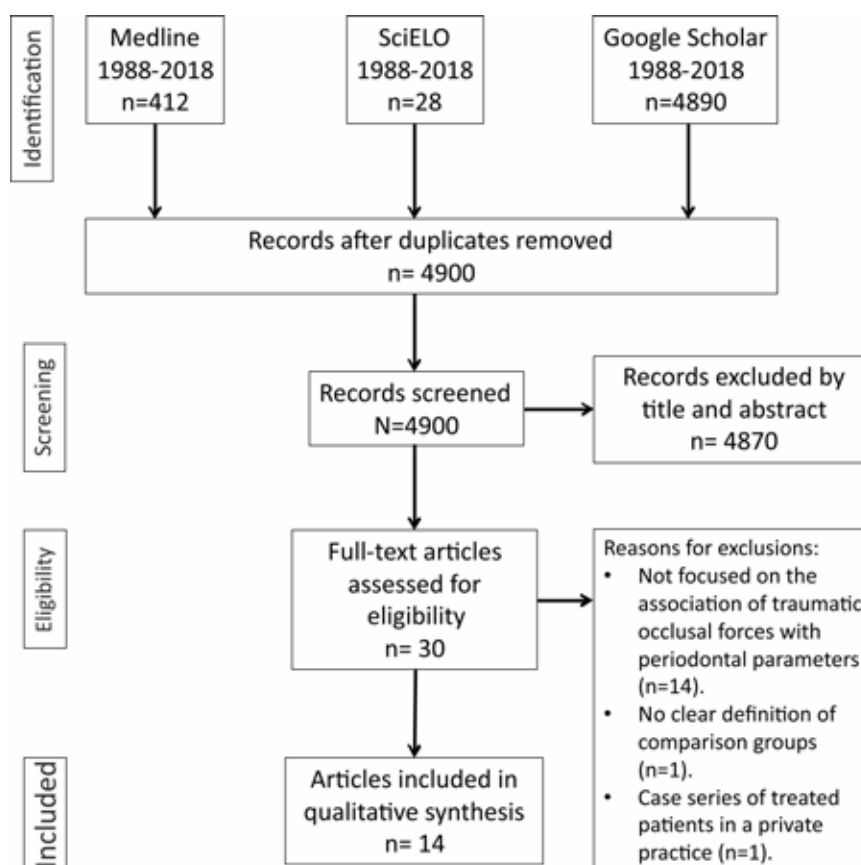 Identification
Medline
1988-2018
n=412
SciELO
1988-2018
n=28
Google Scholar
1988-2018
n=4890
Records after duplicates removed
n= 4900
Screening
Records screened
N=4900
Records excluded by
title and abstract
n= 4870
Eligibility
Full-text articles
assessed for
eligibility
n= 30
Reasons for exclusions:
• Not focused on the
association of traumatic
occlusal forces with
periodontal parameters
(n=14).
• No clear definition of
comparison groups
(n=1).
• Case series of treated
patients in a private
practice (n=1).
Included
Articles included in
qualitative synthesis
n= 14